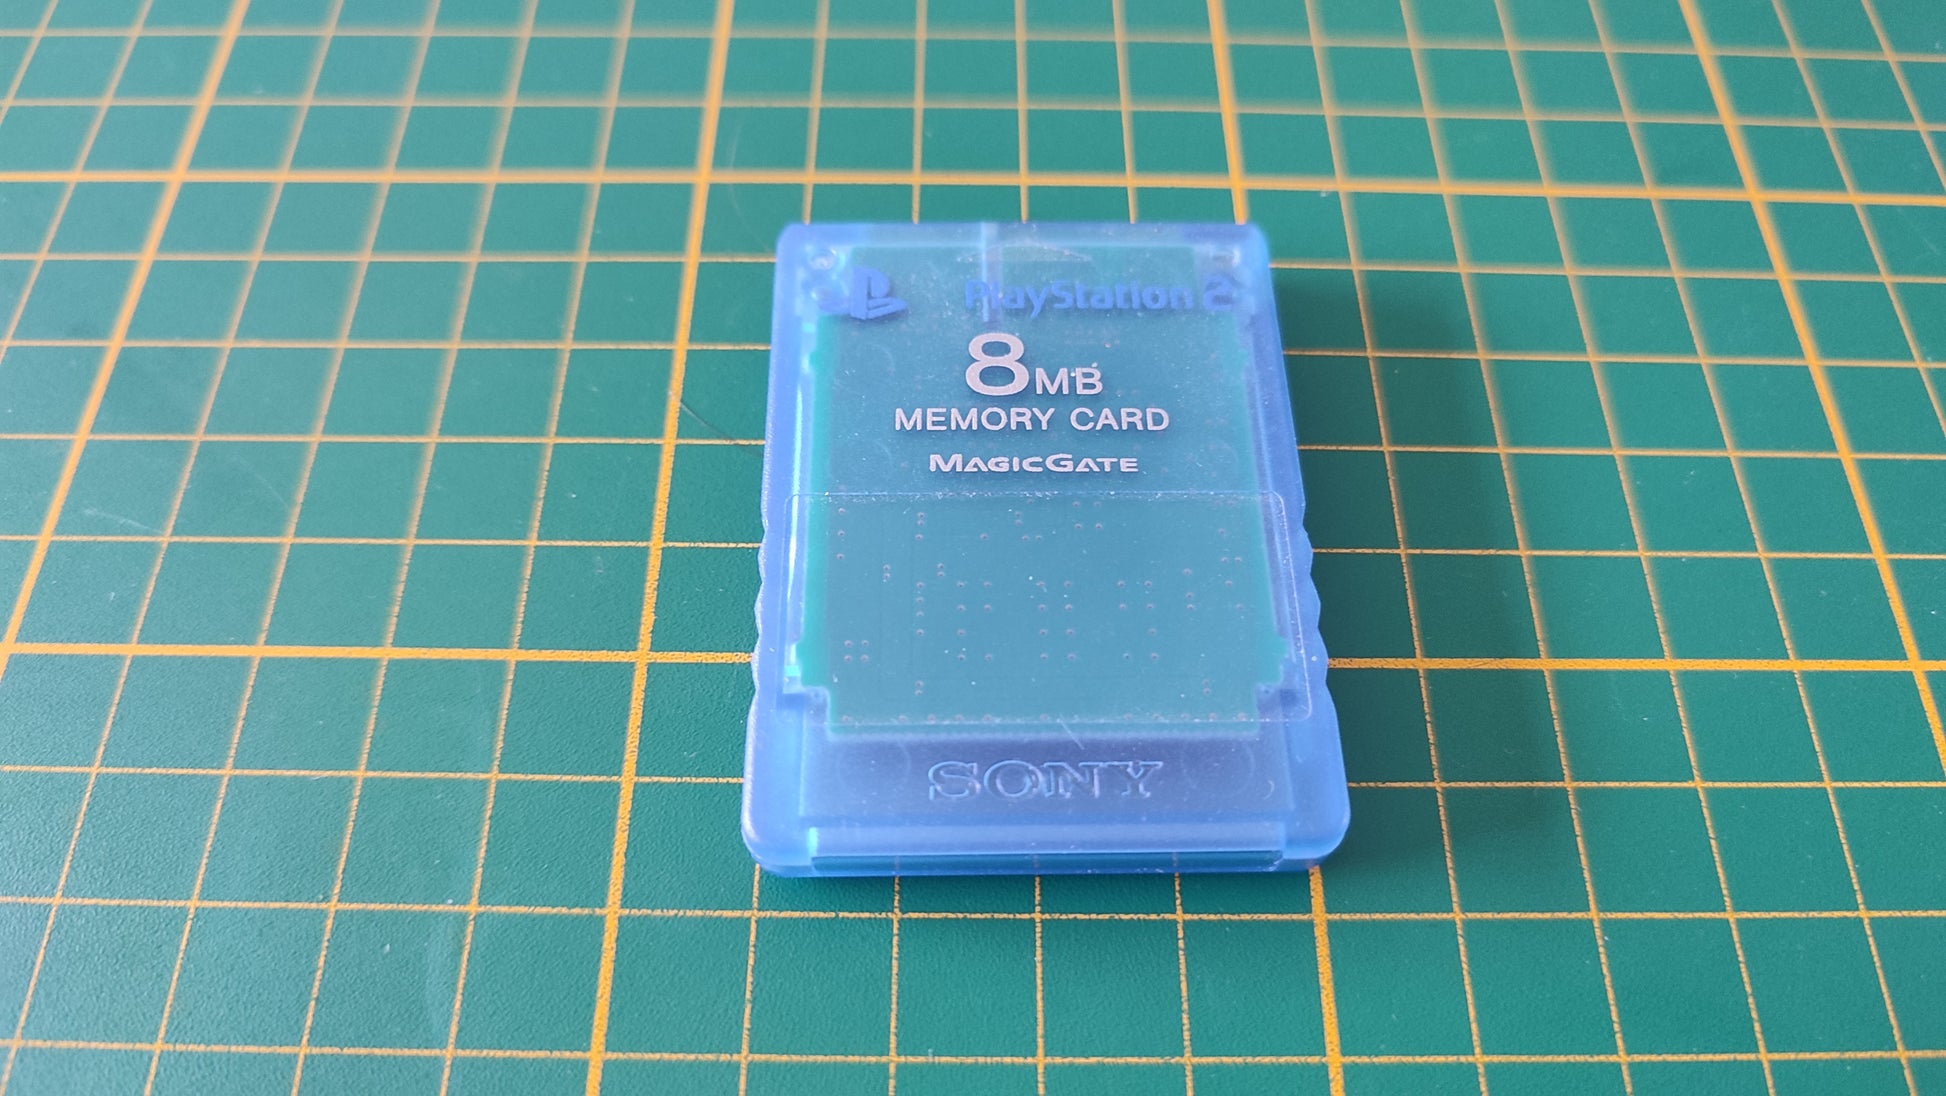 PlayStation 2
8MB
MEMORY CARD
MAGICGATE
SONY